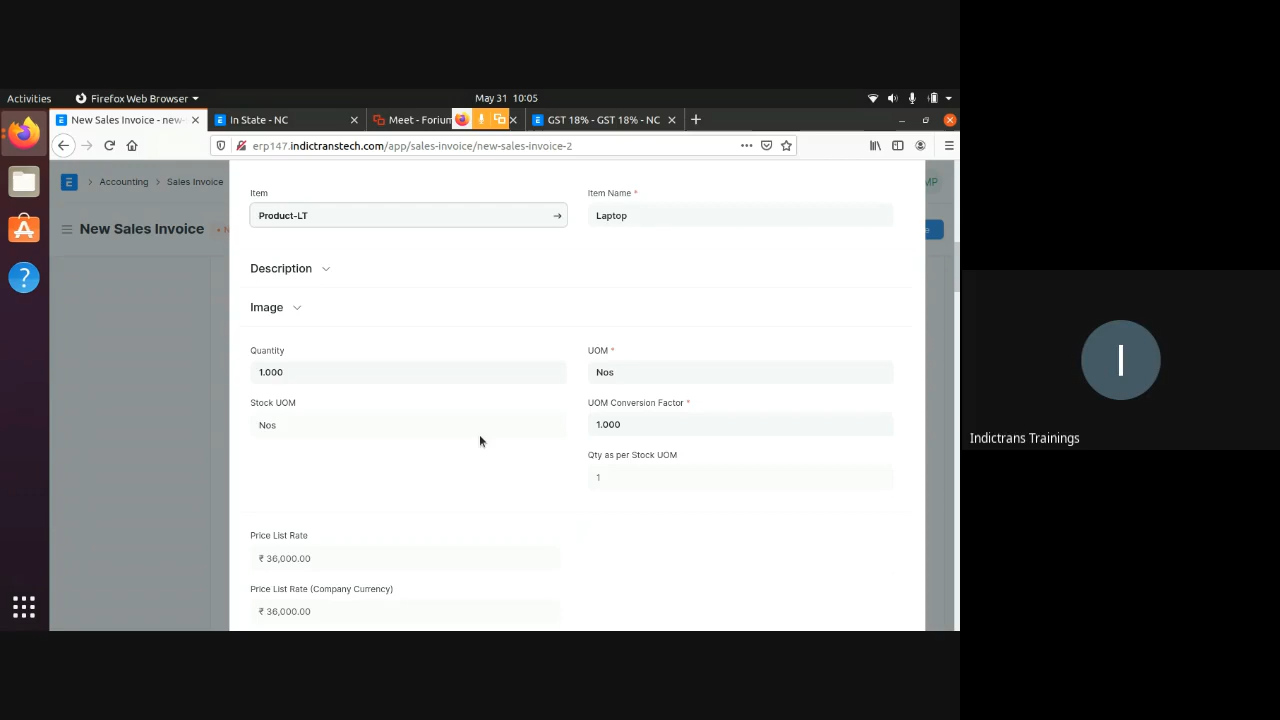 Activities Firefox Web Browser May 31 10:05
New Sales Invoice - new- In State - NC Meet - Forium GST 18% - GST 18% - NC
erp147.indictranstech.com/app/sales-invoice/new-sales-invoice-2
E Accounting Sales Invoice MP
New Sales Invoice • N e
Item Item Name *
Product-LT Laptop
Description
Image
Quantity UOM *
1.000 Nos
Stock UOM UOM Conversion Factor *
Nos 1.000
Qty as per Stock UOM
1
Price List Rate
₹ 36,000.00
Price List Rate (Company Currency)
₹ 36,000.00
I
Indictrans Trainings